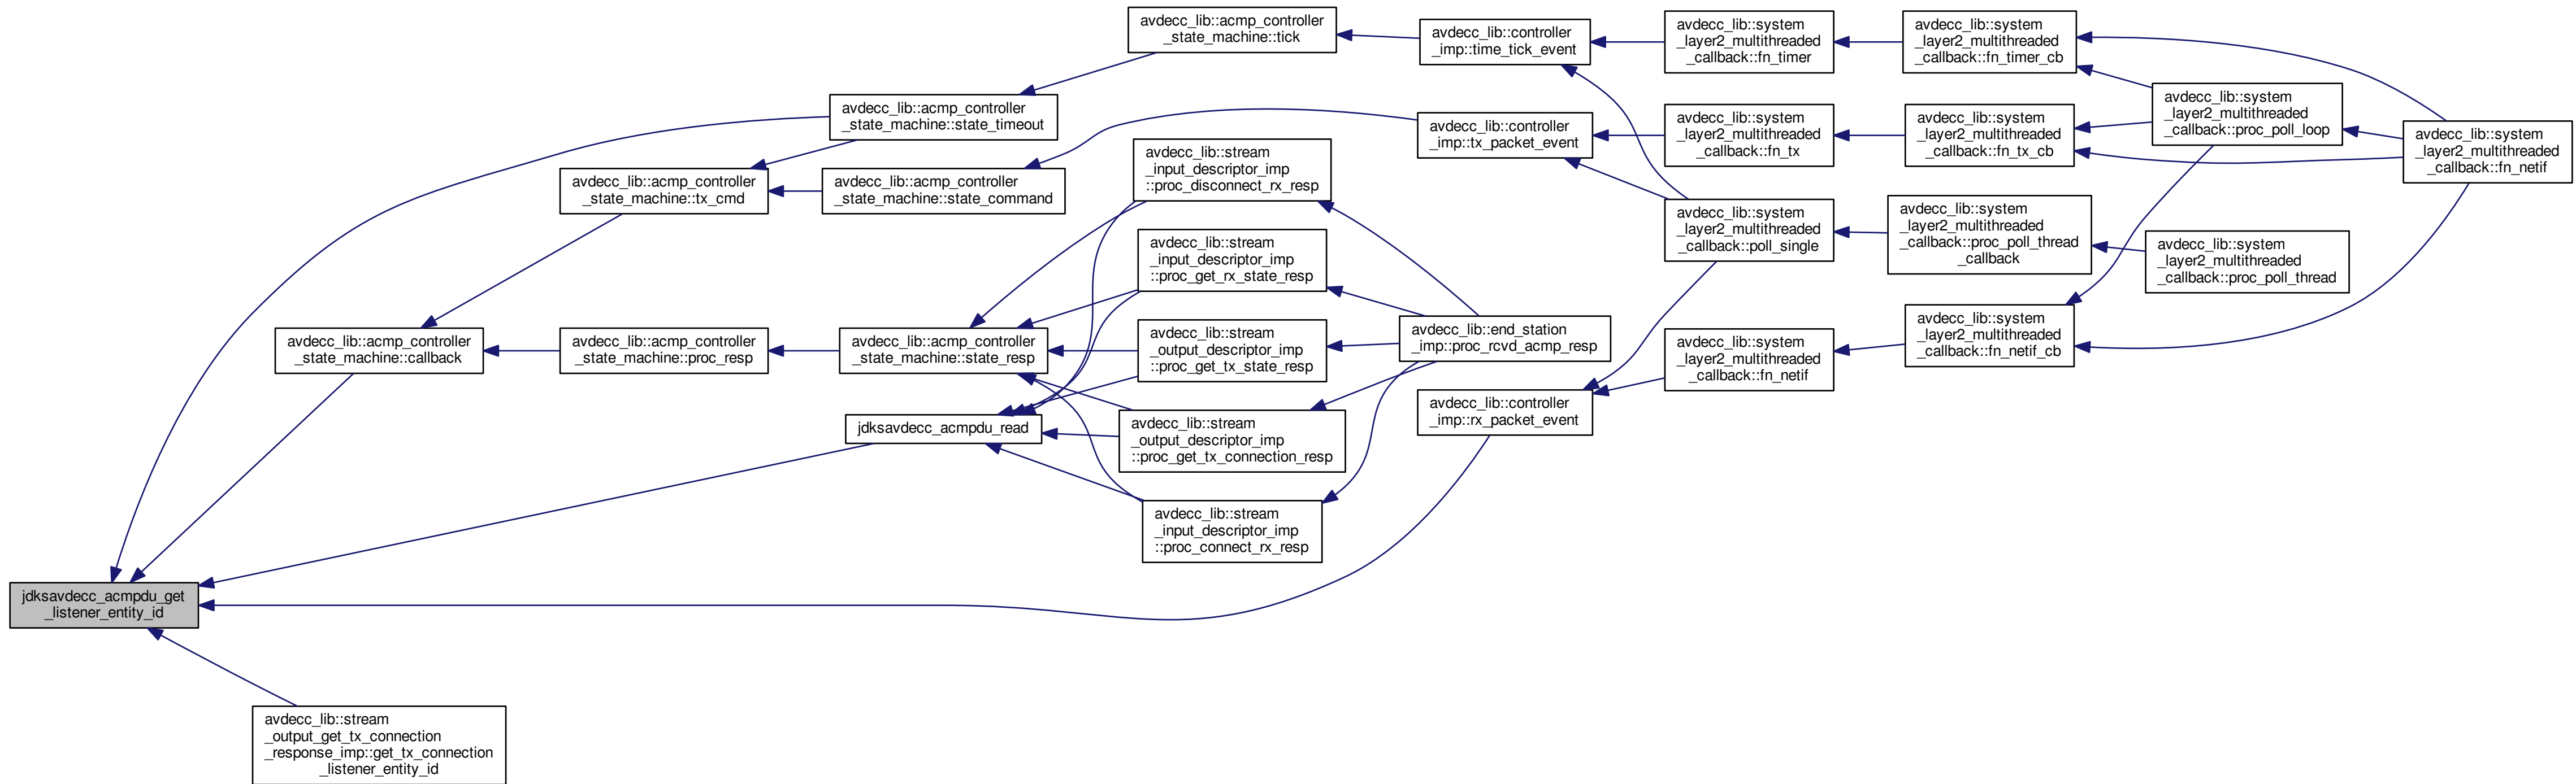 jdksavdecc_acmpdu_get
_listener_entity_id
avdecc_lib::acmp_controller
_state_machine::callback
avdecc_lib::stream
_output_get_tx_connection
_response_imp::get_tx_connection
_listener_entity_id
avdecc_lib::acmp_controller
_state_machine::tx_cmd
avdecc_lib::acmp_controller
_state_machine::proc_resp
avdecc_lib::acmp_controller
_state_machine::state_timeout
avdecc_lib::acmp_controller
_state_machine::state_command
avdecc_lib::acmp_controller
_state_machine::state_resp
jdksavdecc_acmpdu_read
avdecc_lib::acmp_controller
_state_machine::tick
avdecc_lib::stream
_input_descriptor_imp
::proc_disconnect_rx_resp
avdecc_lib::stream
_input_descriptor_imp
::proc_get_rx_state_resp
avdecc_lib::stream
_output_descriptor_imp
::proc_get_tx_state_resp
avdecc_lib::stream
_output_descriptor_imp
::proc_get_tx_connection_resp
avdecc_lib::stream
_input_descriptor_imp
::proc_connect_rx_resp
avdecc_lib::controller
_imp::time_tick_event
avdecc_lib::controller
_imp::tx_packet_event
avdecc_lib::end_station
_imp::proc_rcvd_acmp_resp
avdecc_lib::controller
_imp::rx_packet_event
avdecc_lib::system
_layer2_multithreaded
_callback::fn_timer
avdecc_lib::system
_layer2_multithreaded
_callback::fn_tx
avdecc_lib::system
_layer2_multithreaded
_callback::poll_single
avdecc_lib::system
_layer2_multithreaded
_callback::fn_netif
avdecc_lib::system
_layer2_multithreaded
_callback::fn_timer_cb
avdecc_lib::system
_layer2_multithreaded
_callback::fn_tx_cb
avdecc_lib::system
_layer2_multithreaded
_callback::proc_poll_thread
_callback
avdecc_lib::system
_layer2_multithreaded
_callback::fn_netif_cb
avdecc_lib::system
_layer2_multithreaded
_callback::proc_poll_loop
avdecc_lib::system
_layer2_multithreaded
_callback::proc_poll_thread
avdecc_lib::system
_layer2_multithreaded
_callback::fn_netif